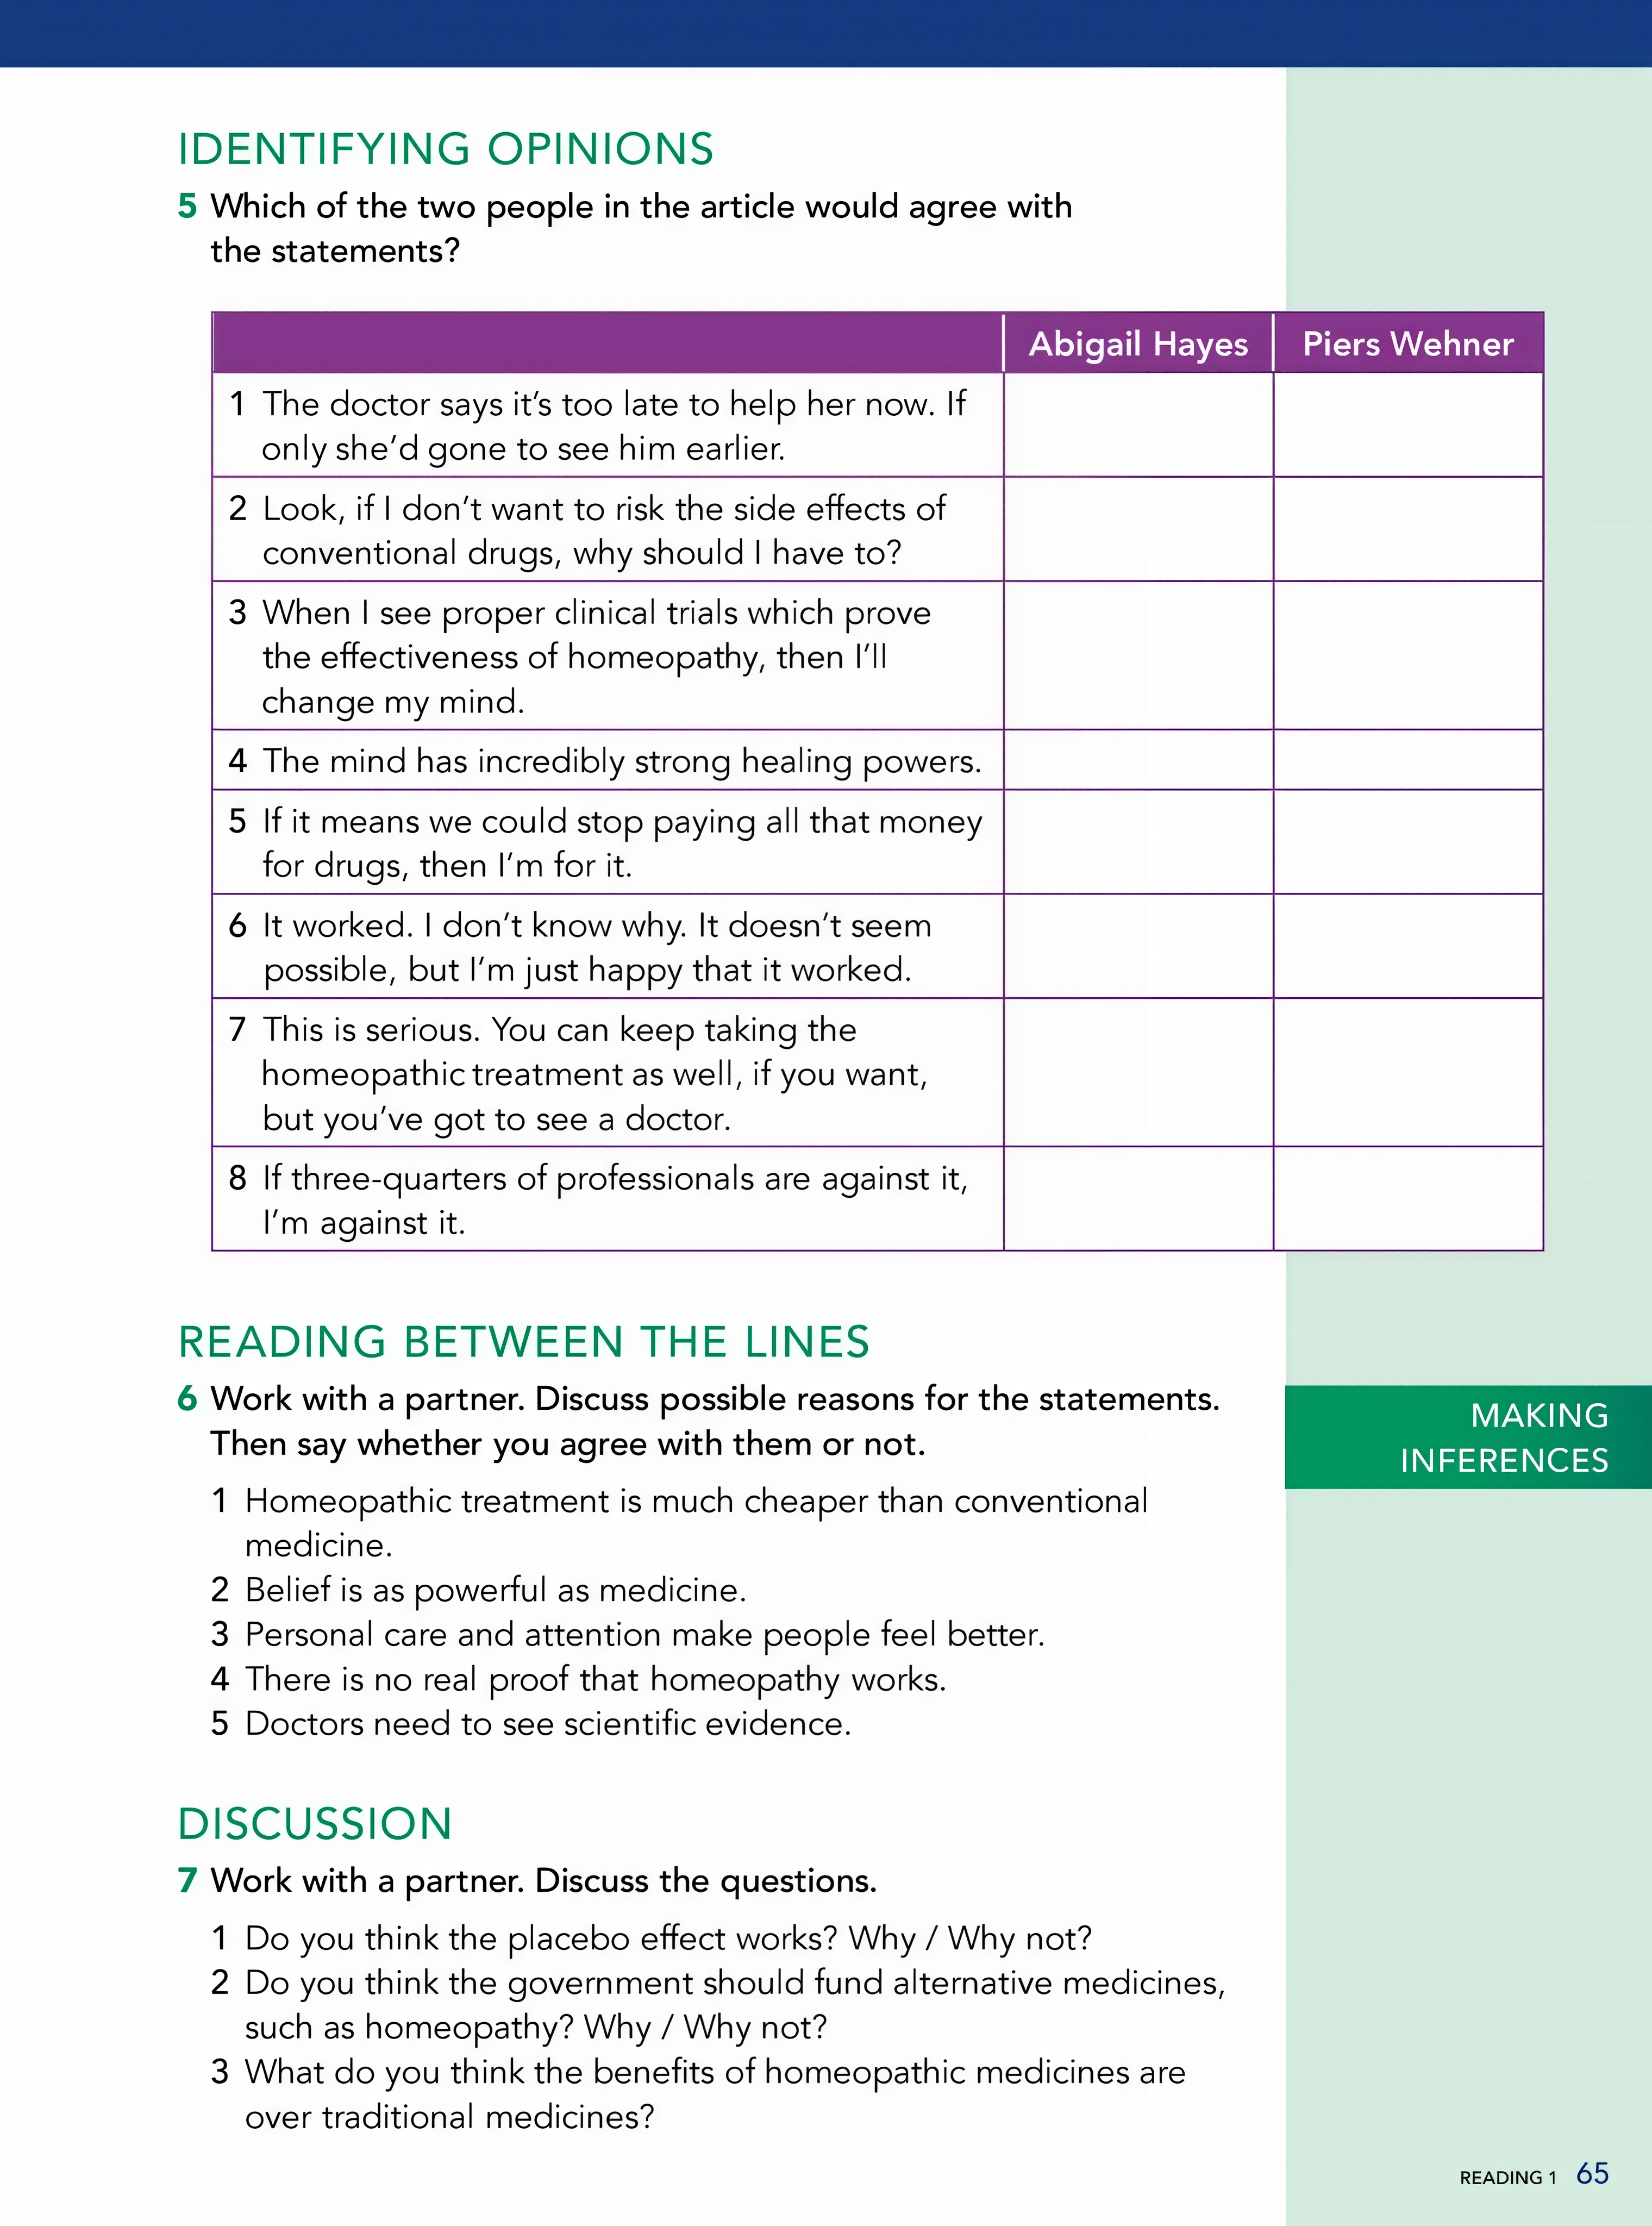 IDENTIFYING OPINIONS
5 Which of the two people in the article would agree with
the statements?
Abigail Hayes Piers Wehner
1 The doctor says it’s too late to help her now. If
only she’d gone to see him earlier.
2 Look, if I don’t want to risk the side effects of
conventional drugs, why should I have to?
3 When I see proper clinical trials which prove
the effectiveness of homeopathy, then I’ll
change my mind.
4 The mind has incredibly strong healing powers.
5 If it means we could stop paying all that money
for drugs, then I’m for it.
6 It worked. I don’t know why. It doesn’t seem
possible, but I’m just happy that it worked.
7 This is serious. You can keep taking the
homeopathic treatment as well, if you want,
but you’ve got to see a doctor.
8 If three-quarters of professionals are against it,
I’m against it.
READING BETWEEN THE LINES
6 Work with a partner. Discuss possible reasons for the statements.
Then say whether you agree with them or not.
MAKING
INFERENCES
1 Homeopathic treatment is much cheaper than conventional
medicine.
2 Belief is as powerful as medicine.
3 Personal care and attention make people feel better.
4 There is no real proof that homeopathy works.
5 Doctors need to see scientific evidence.
DISCUSSION
7 Work with a partner. Discuss the questions.
1 Do you think the placebo effect works? Why / Why not?
2 Do you think the government should fund alternative medicines,
such as homeopathy? Why / Why not?
3 What do you think the benefits of homeopathic medicines are
over traditional medicines?
READING 1 65